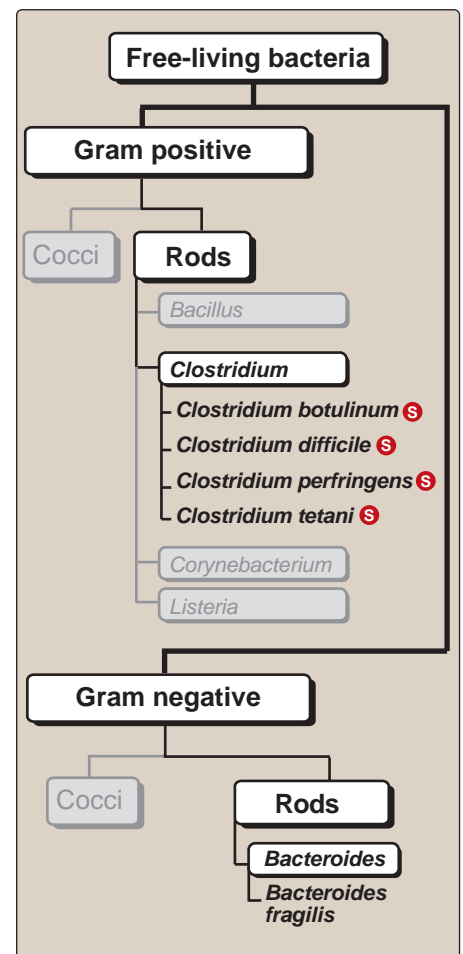 Free-living bacteria
Gram positive
Cocci
Rods
Bacillus
Clostridium
Clostridium botulinum S
Clostridium difficile S
Clostridium perfringens S
Clostridium tetani S
Corynebacterium
Listeria
Gram negative
Cocci
Rods
Bacteroides
Bacteroides
fragilis